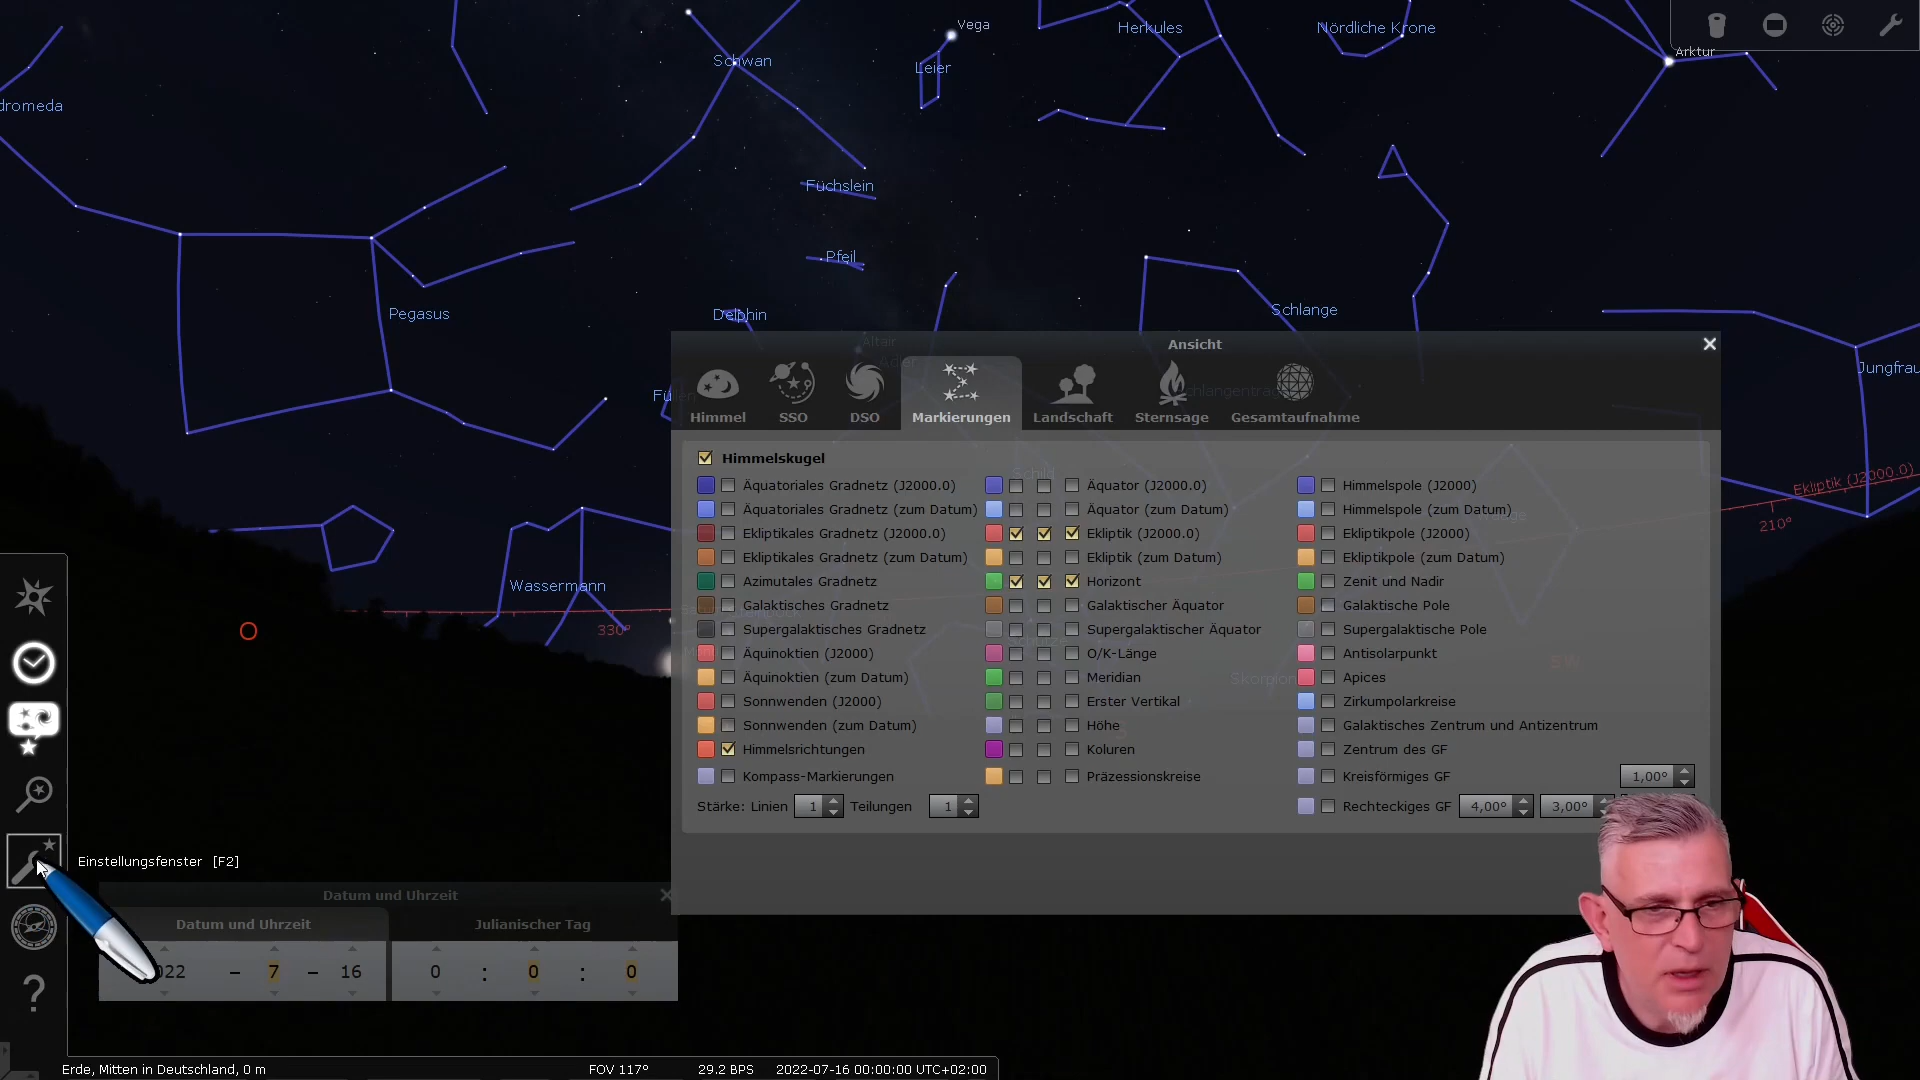 Vega
Herkules
Nördliche Krone
Schwan
Arktur
Leier
dromeda
Füchslein
Pfeil
Pegasus
Delphin
Schlange
Altair
Adler
Jungfrau
Ansicht
Himmel
SSO
DSO
Markierungen
Landschaft
Sternsage
Gesamtaufnahme
Himmelskugel
Äquatoriales Gradnetz (J2000.0)
Äquator (J2000.0)
Himmelspole (J2000)
Ekliptik (J2000.0)
210°
Äquatoriales Gradnetz (zum Datum)
Äquator (zum Datum)
Himmelspole (zum Datum)
Ekliptikales Gradnetz (J2000.0)
Ekliptik (J2000.0)
Ekliptikpole (J2000)
Ekliptikales Gradnetz (zum Datum)
Ekliptik (zum Datum)
Ekliptikpole (zum Datum)
Wassermann
Azimutales Gradnetz
Horizont
Zenit und Nadir
Galaktisches Gradnetz
Galaktischer Äquator
Galaktische Pole
330°
Supergalaktisches Gradnetz
Supergalaktischer Äquator
Supergalaktische Pole
Äquinoktien (J2000)
O/K-Länge
Antisolarpunkt
SW
Äquinoktien (zum Datum)
Meridian
Skorpion
Apices
Sonnwenden (J2000)
Erster Vertikal
Zirkumpolarkreise
Sonnwenden (zum Datum)
Höhe
Galaktisches Zentrum und Antizentrum
Himmelsrichtungen
Koluren
Zentrum des GF
Kompass-Markierungen
Präzessionskreise
Kreisförmiges GF
1,00°
Stärke: Linien 1 Teilungen 1
Rechteckiges GF 4,00° 3,00°
Einstellungsfenster [F2]
Datum und Uhrzeit
Datum und Uhrzeit
Julianischer Tag
022 - 7 - 16
0 : 0 : 0
Erde, Mitten in Deutschland, 0 m
FOV 117°
29.2 BPS
2022-07-16 00:00:00 UTC+02:00